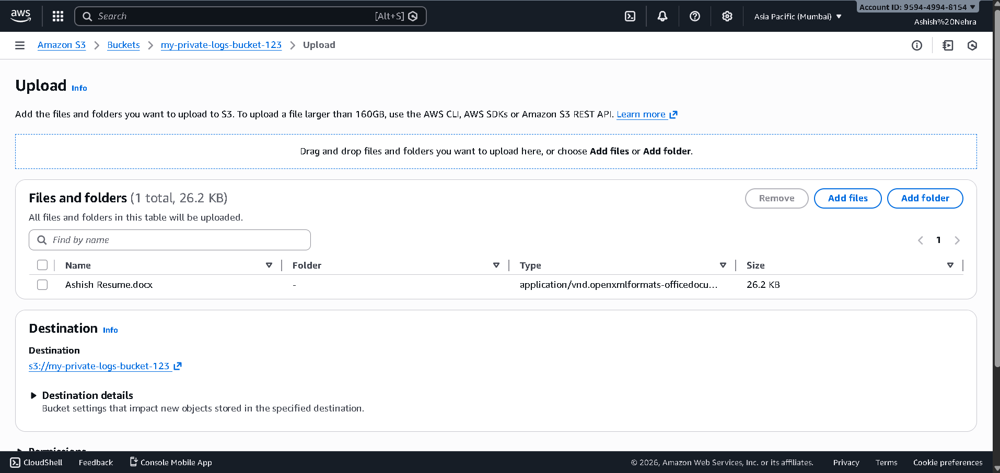 aws
Search [Alt+S]
Asia Pacific (Mumbai)
Account ID: 9594-4994-8154
Ashish%20Nehra
Amazon S3 Buckets my-private-logs-bucket-123 Upload
Upload Info
Add the files and folders you want to upload to S3. To upload a file larger than 160GB, use the AWS CLI, AWS SDKs or Amazon S3 REST API. Learn more
Drag and drop files and folders you want to upload here, or choose Add files or Add folder.
Files and folders (1 total, 26.2 KB)
Remove Add files Add folder
All files and folders in this table will be uploaded.
Find by name
1
Name Folder Type Size
Ashish Resume.docx - application/vnd.openxmlformats-officedocu... 26.2 KB
Destination Info
Destination
s3://my-private-logs-bucket-123
Destination details
Bucket settings that impact new objects stored in the specified destination.
Permissions
CloudShell Feedback Console Mobile App © 2026, Amazon Web Services, Inc. or its affiliates. Privacy Terms Cookie preferences